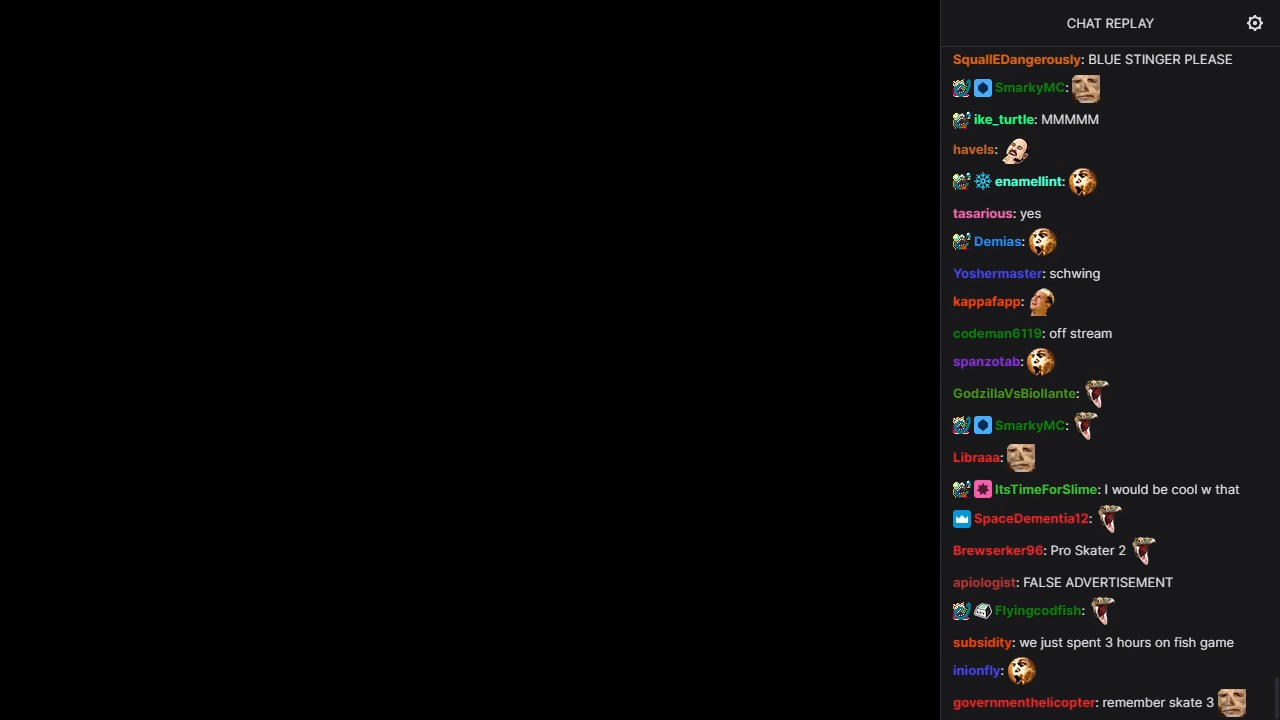 CHAT REPLAY
SquallEDangerously: BLUE STINGER PLEASE
SmarkyMC:
ike_turtle: MMMMM
havels:
enamellint:
tasarious: yes
Demias:
Yoshermaster: schwing
kappafapp:
codeman6119: off stream
spanzotab:
GodzillaVsBiollante:
SmarkyMC:
Libraaa:
ItsTimeForSlime: I would be cool w that
SpaceDementia12:
Brewserker96: Pro Skater 2
apiologist: FALSE ADVERTISEMENT
Flyingcodfish:
subsidity: we just spent 3 hours on fish game
inionfly:
governmenthelicopter: remember skate 3